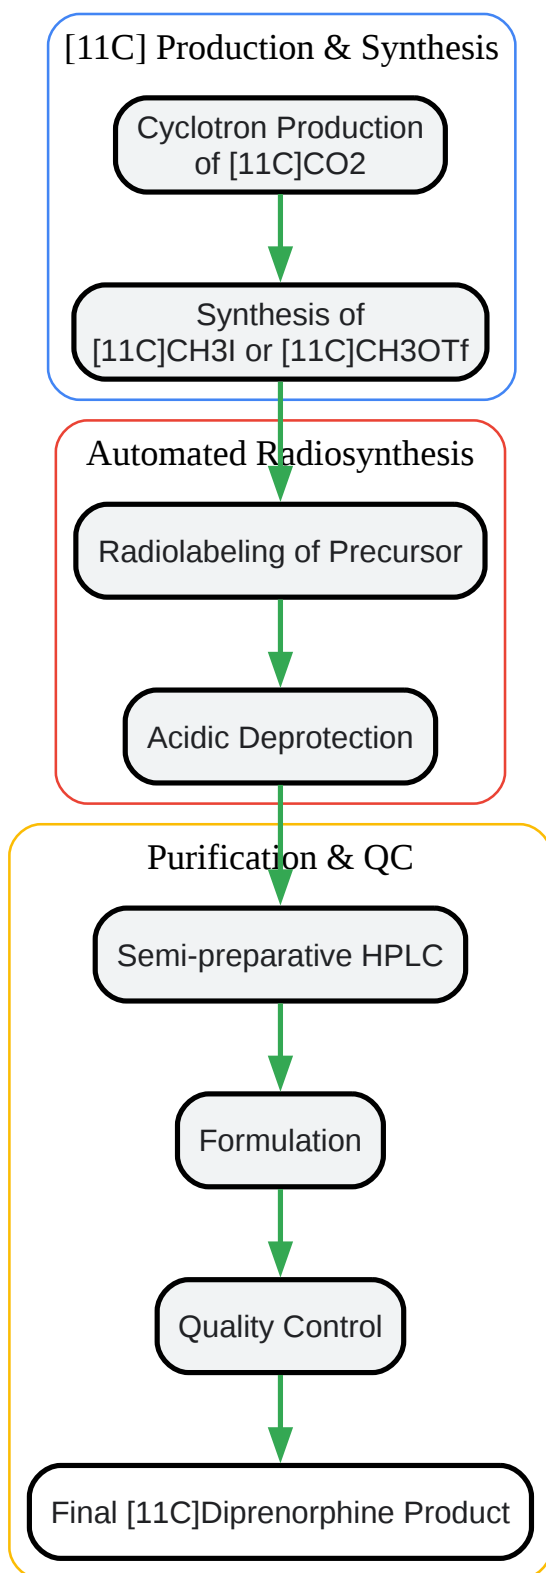 [11C] Production & Synthesis
Cyclotron Production
of [11C]CO2
Synthesis of
[11C]CH3I or [11C]CH3OTf
Automated Radiosynthesis
Radiolabeling of Precursor
Acidic Deprotection
Purification & QC
Semi-preparative HPLC
Formulation
Quality Control
Final [11C]Diprenorphine Product